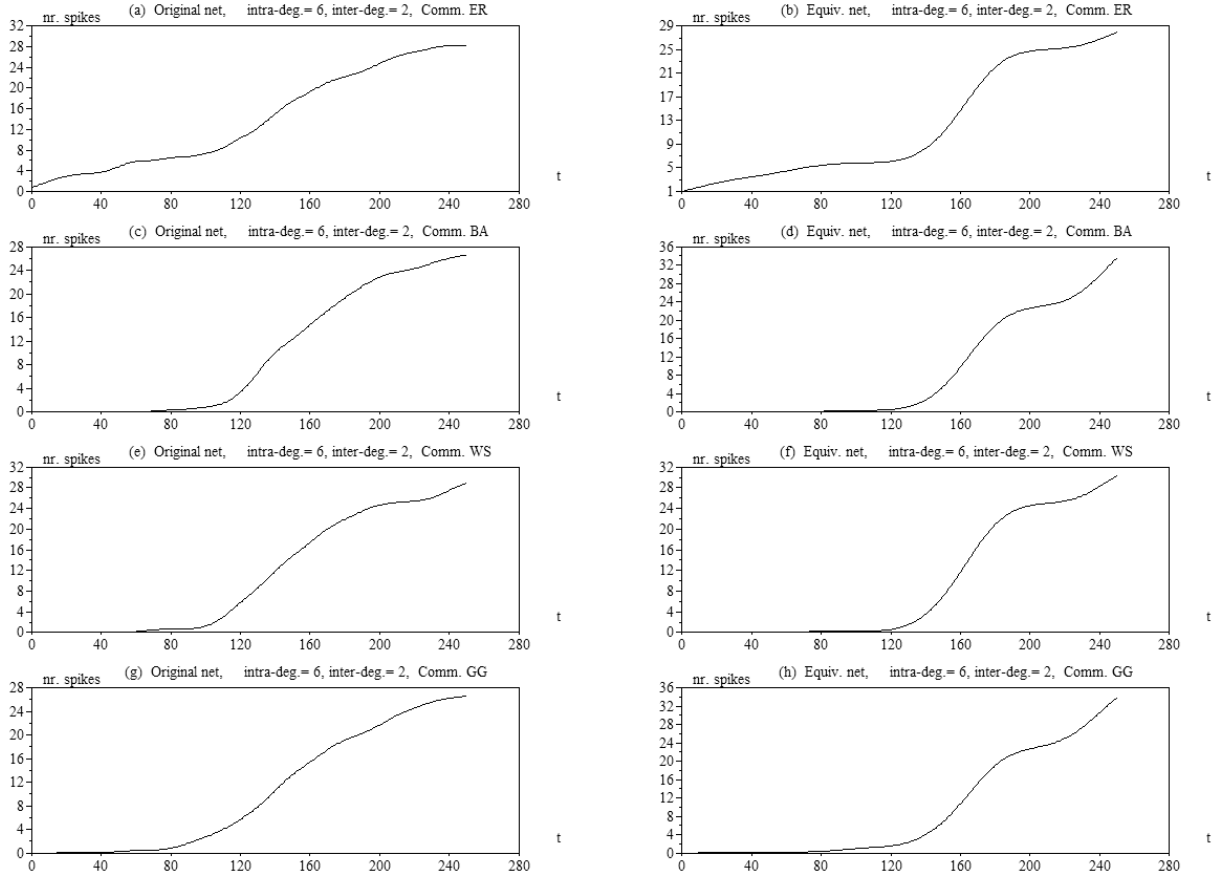 (a) Original net, intra-deg.= 6, inter-deg.= 2, Comm. ER
nr. spikes
32
28
24
20
16
12
8
4
0
0 40 80 120 160 200 240 280
t
(b) Equiv. net, intra-deg.= 6, inter-deg.= 2, Comm. ER
nr. spikes
29
25
21
17
13
9
5
1
0 40 80 120 160 200 240 280
t
(c) Original net, intra-deg.= 6, inter-deg.= 2, Comm. BA
nr. spikes
28
24
20
16
12
8
4
0
0 40 80 120 160 200 240 280
t
(d) Equiv. net, intra-deg.= 6, inter-deg.= 2, Comm. BA
nr. spikes
36
32
28
24
20
16
12
8
4
0
0 40 80 120 160 200 240 280
t
(e) Original net, intra-deg.= 6, inter-deg.= 2, Comm. WS
nr. spikes
32
28
24
20
16
12
8
4
0
0 40 80 120 160 200 240 280
t
(f) Equiv. net, intra-deg.= 6, inter-deg.= 2, Comm. WS
nr. spikes
32
28
24
20
16
12
8
4
0
0 40 80 120 160 200 240 280
t
(g) Original net, intra-deg.= 6, inter-deg.= 2, Comm. GG
nr. spikes
28
24
20
16
12
8
4
0
0 40 80 120 160 200 240 280
t
(h) Equiv. net, intra-deg.= 6, inter-deg.= 2, Comm. GG
nr. spikes
36
32
28
24
20
16
12
8
4
0
0 40 80 120 160 200 240 280
t